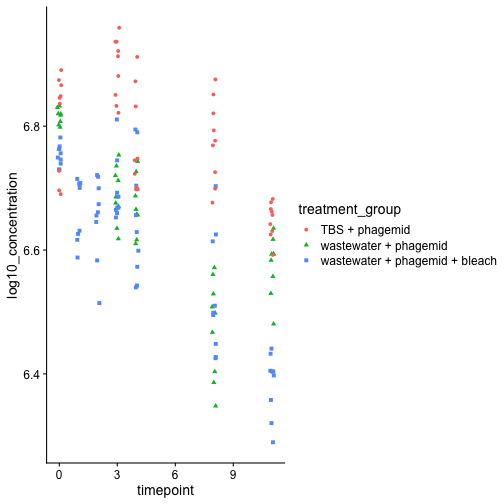 log10_concentration
6.8
6.6
6.4
0
3
6
9
timepoint
treatment_group
TBS + phagemid
wastewater + phagemid
wastewater + phagemid + bleach